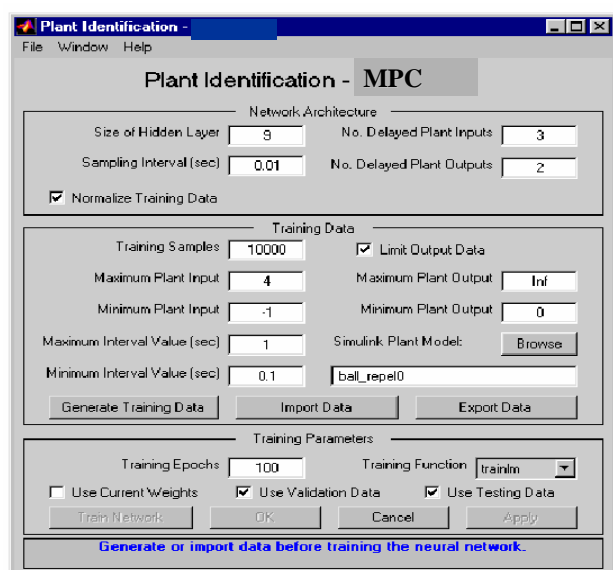 Plant Identification -
File Window Help
Plant Identification - MPC
Network Architecture
Size of Hidden Layer 9 No. Delayed Plant Inputs 3
Sampling Interval (sec) 0.01 No. Delayed Plant Outputs 2
Normalize Training Data
Training Data
Training Samples 10000 Limit Output Data
Maximum Plant Input 4 Maximum Plant Output Inf
Minimum Plant Input -1 Minimum Plant Output 0
Maximum Interval Value (sec) 1 Simulink Plant Model: Browse
Minimum Interval Value (sec) 0.1 ball_repel0
Generate Training Data Import Data Export Data
Training Parameters
Training Epochs 100 Training Function trainlm
Use Current Weights Use Validation Data Use Testing Data
Train Network OK Cancel Apply
Generate or import data before training the neural network.